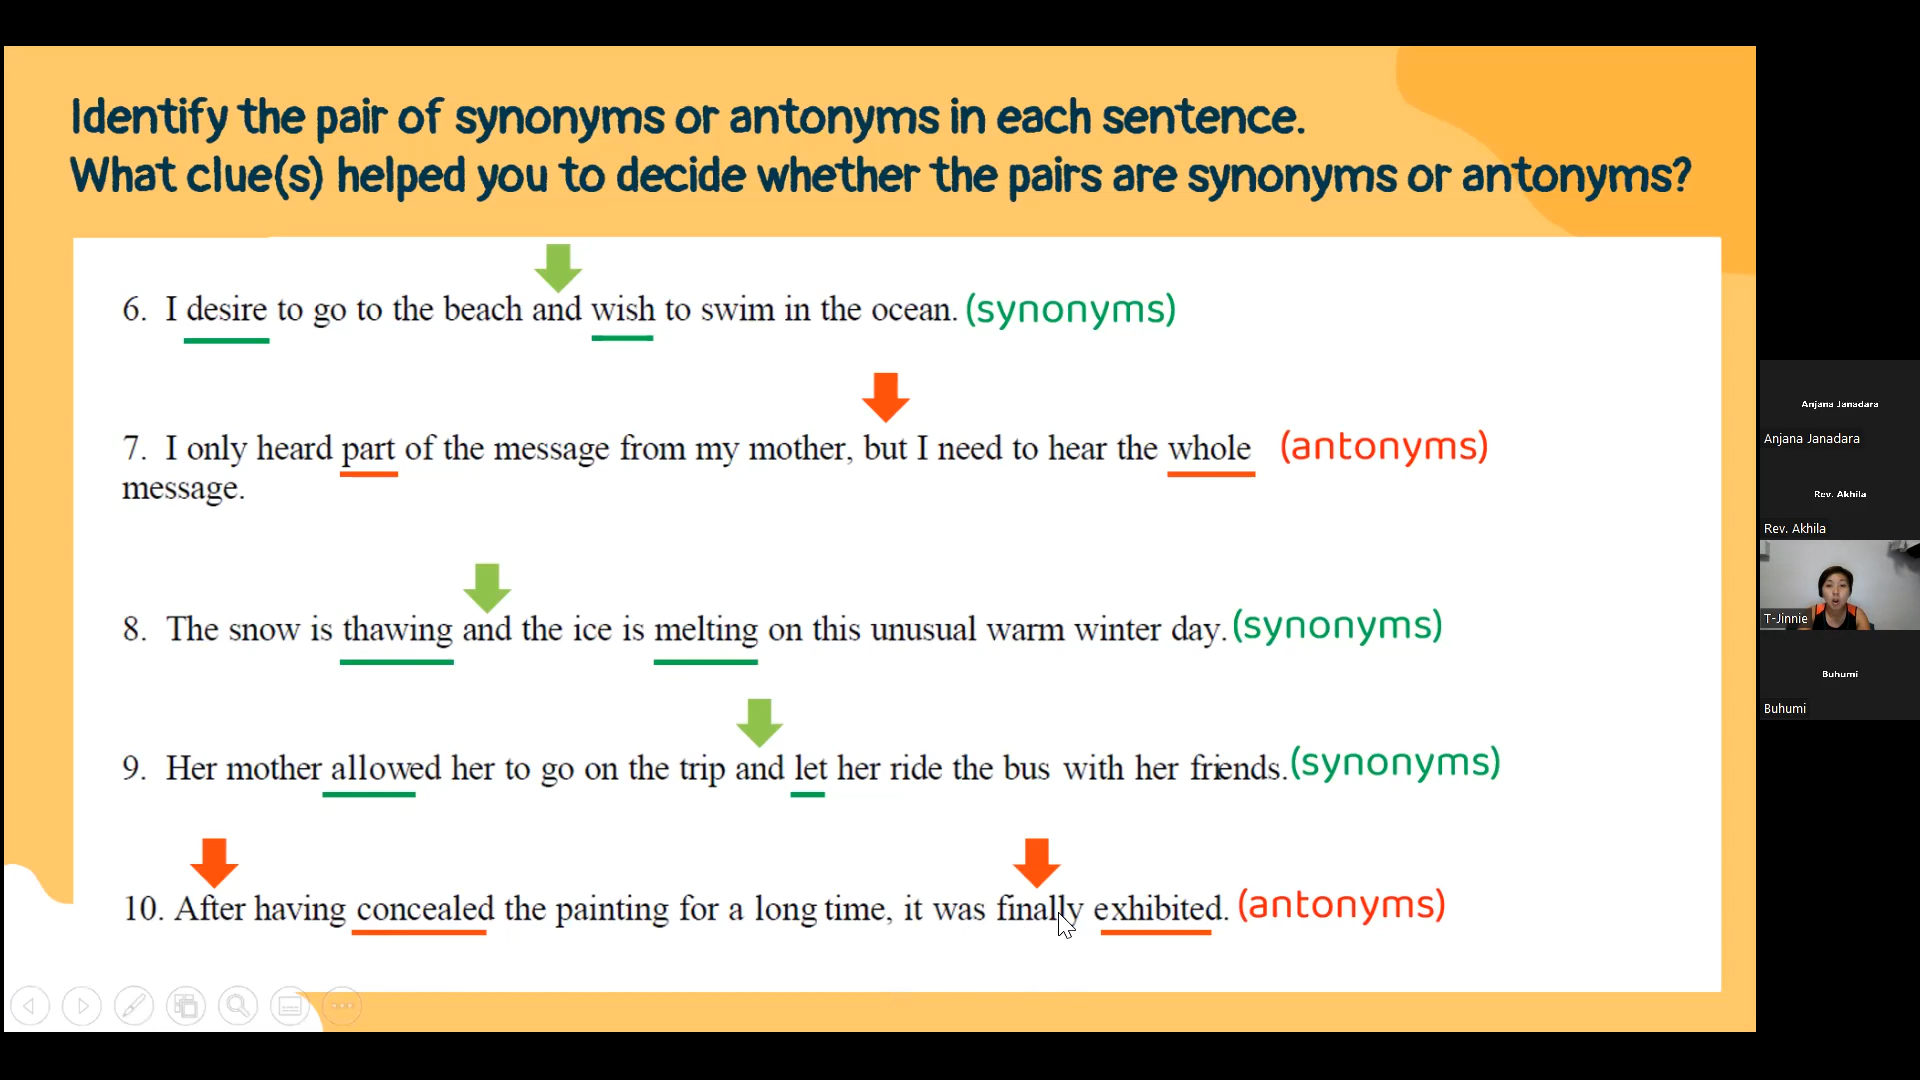 Identify the pair of synonyms or antonyms in each sentence.
What clue(s) helped you to decide whether the pairs are synonyms or antonyms?
6. I desire to go to the beach and wish to swim in the ocean. (synonyms)
7. I only heard part of the message from my mother, but I need to hear the whole (antonyms)
message.
8. The snow is thawing and the ice is melting on this unusual warm winter day. (synonyms)
9. Her mother allowed her to go on the trip and let her ride the bus with her friends. (synonyms)
10. After having concealed the painting for a long time, it was finally exhibited. (antonyms)
Anjana Janadara
Anjana Janadara
Rev. Akhila
Rev. Akhila
T-Jinnie
Buhumi
Buhumi